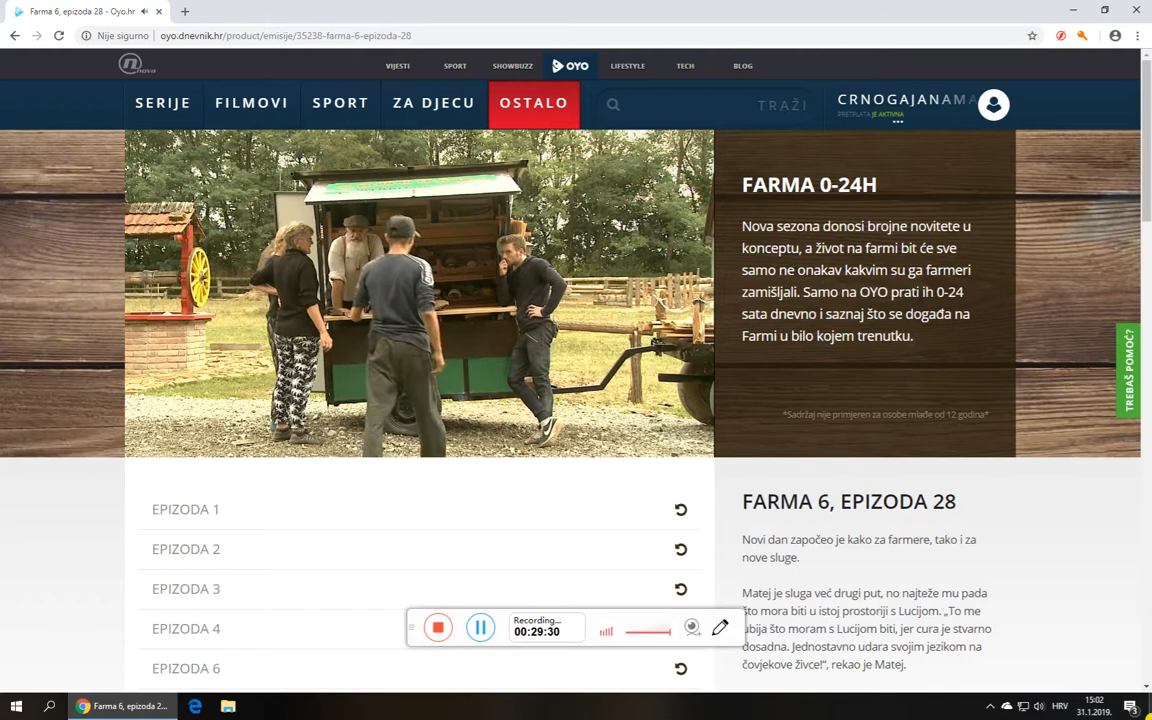 Farma 6, epizoda 28 - Oyo.hr
Nije sigurno
oyo.dnevnik.hr/product/emisije/35238-farma-6-epizoda-28
nova
VIJESTI
SPORT
SHOWBUZZ
OYO
LIFESTYLE
TECH
BLOG
SERIJE
FILMOVI
SPORT
ZA DJECU
OSTALO
TRAŽI
CRNOGAJANAMA
PRETPLATA JE AKTIVNA
FARMA 0-24H
Nova sezona donosi brojne novitete u
konceptu, a život na farmi bit će sve
samo ne onakav kakvim su ga farmeri
zamišljali. Samo na OYO prati ih 0-24
sata dnevno i saznaj što se događa na
Farmi u bilo kojem trenutku.
*Sadržaj nije primjeren za osobe mlađe od 12 godina*
TREBAŠ POMOĆ?
EPIZODA 1
EPIZODA 2
EPIZODA 3
EPIZODA 4
EPIZODA 6
FARMA 6, EPIZODA 28
Novi dan započeo je kako za farmere, tako i za
nove sluge.
Matej je sluga već drugi put, no najteže mu pada
što mora biti u istoj prostoriji s Lucijom. „To me
ubija što moram s Lucijom biti, jer cura je stvarno
dosadna. Jednostavno udara svojim jezikom na
čovjekove živce!“, rekao je Matej.
Recording...
00:29:30
Farma 6, epizoda 2...
HRV
15:02
31.1.2019.
3